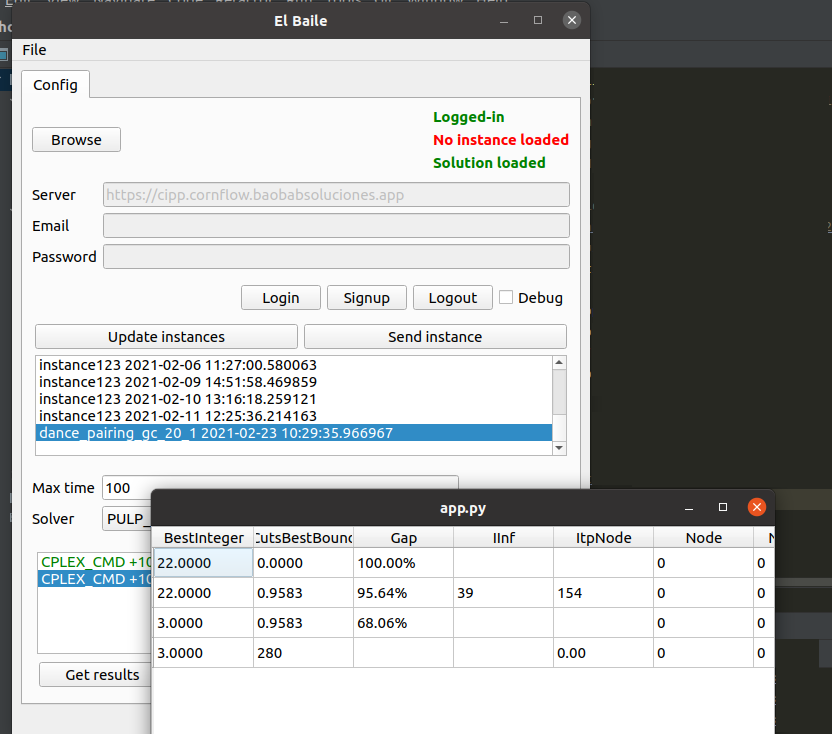 El Baile
File
Config
Browse
Logged-in
No instance loaded
Solution loaded
Server https://cipp.cornflow.baobabsoluciones.app
Email
Password
Login Signup Logout Debug
Update instances Send instance
instance123 2021-02-06 11:27:00.580063
instance123 2021-02-09 14:51:58.469859
instance123 2021-02-10 13:16:18.259121
instance123 2021-02-11 12:25:36.214163
dance_pairing_gc_20_1 2021-02-23 10:29:35.966967
Max time 100
Solver PULP_
CPLEX_CMD +10
CPLEX_CMD +10
Get results
app.py
BestInteger CutsBestBound Gap IInf ItpNode Node N
22.0000 0.0000 100.00% 0 0
22.0000 0.9583 95.64% 39 154 0 0
3.0000 0.9583 68.06% 0 0
3.0000 280 0.00 0 0